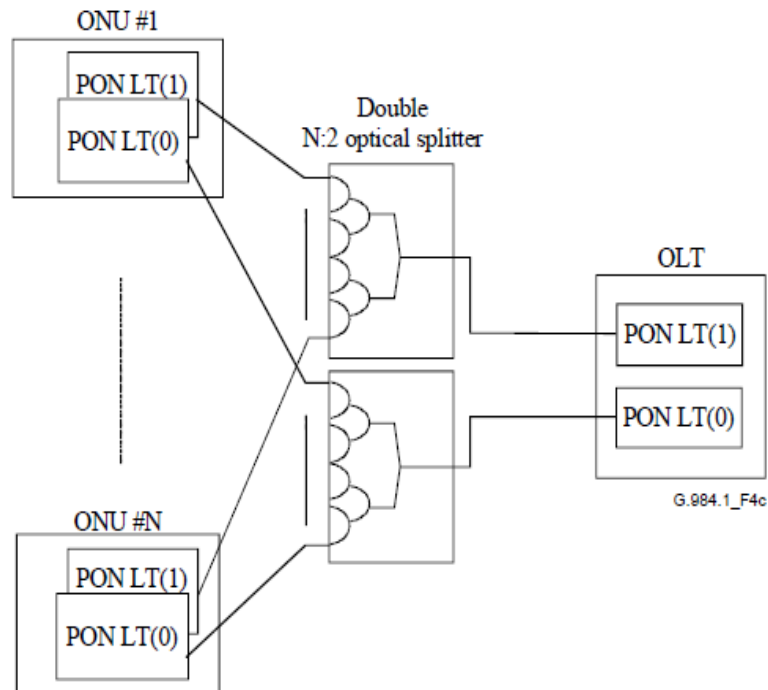 ONU #1
PON LT(1)
PON LT(0)
Double
N:2 optical splitter
OLT
PON LT(1)
PON LT(0)
G.984.1_F4c
ONU #N
PON LT(1)
PON LT(0)